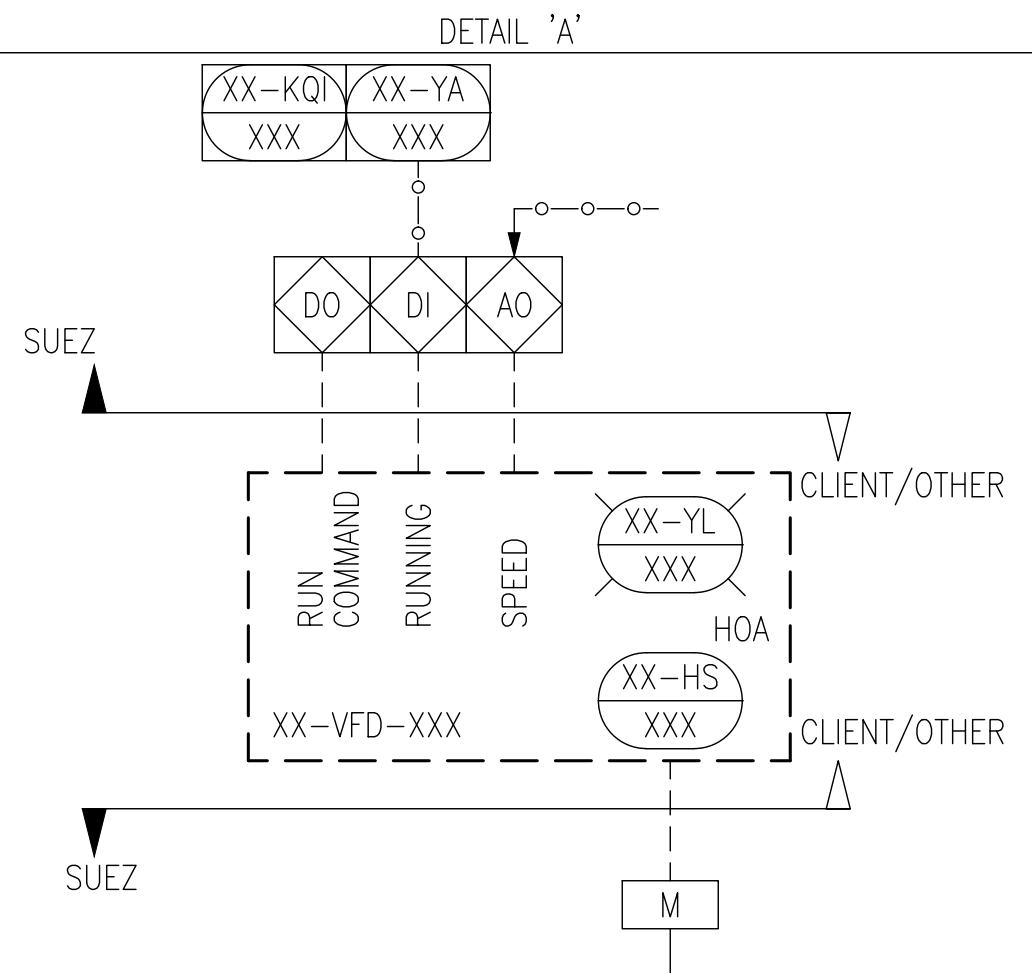 DETAIL 'A'
XX-KQI XX-YA
XXX XXX
DO DI AO
SUEZ
CLIENT/OTHER
RUN
COMMAND
RUNNING
SPEED
XX-YL
XXX
HOA
XX-HS
XXX
XX-VFD-XXX
CLIENT/OTHER
SUEZ
M